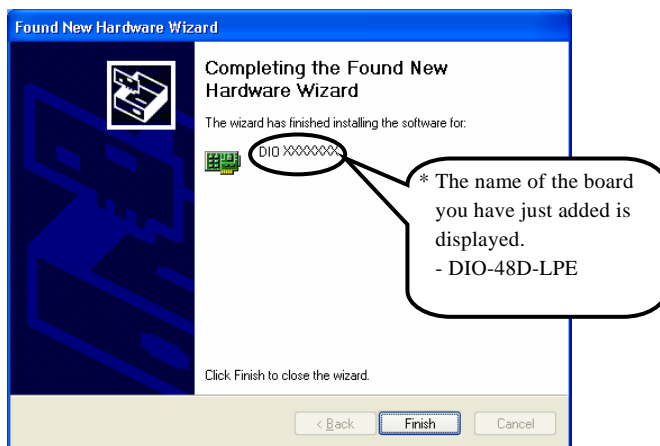 Found New Hardware Wizard
Completing the Found New
Hardware Wizard
The wizard has finished installing the software for:
DIO XXXXXXX
* The name of the board
you have just added is
displayed.
- DIO-48D-LPE
Click Finish to close the wizard.
< Back
Finish
Cancel